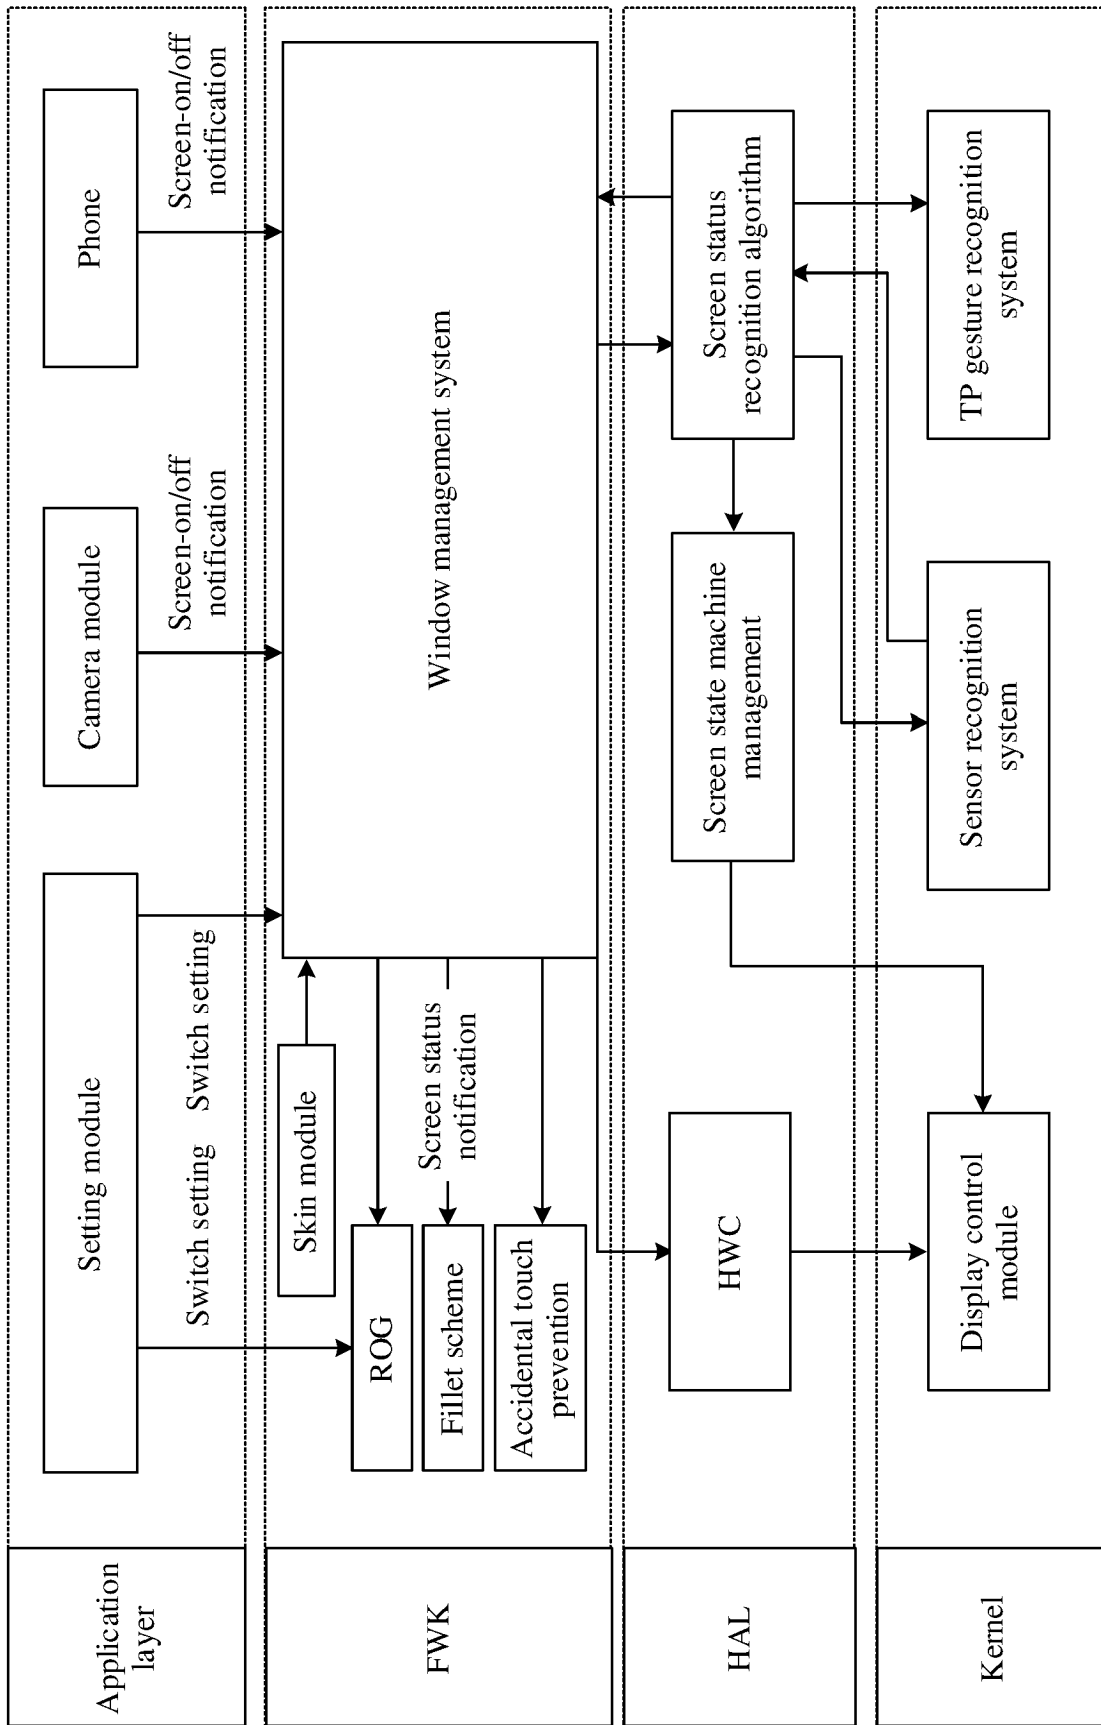 Application
layer
Setting module
Camera module
Phone
Switch setting
Switch setting
Screen-on/off
notification
Screen-on/off
notification
FWK
Skin module
ROG
Fillet scheme
Accidental touch
prevention
Screen status
notification
Window management system
HAL
HWC
Screen state machine
management
Screen status
recognition algorithm
Kernel
Display control
module
Sensor recognition
system
TP gesture recognition
system